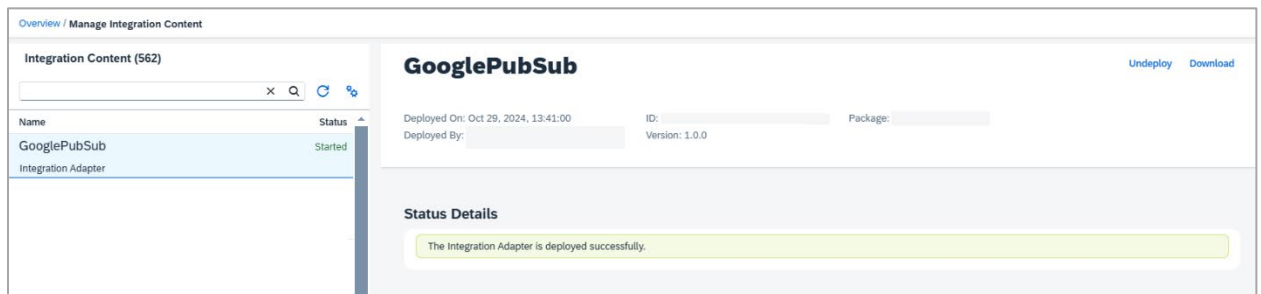 Overview / Manage Integration Content
Integration Content (562)
Name Status
GooglePubSub Started
Integration Adapter
GooglePubSub
Undeploy Download
Deployed On: Oct 29, 2024, 13:41:00 ID: Package:
Deployed By: Version: 1.0.0
Status Details
The Integration Adapter is deployed successfully.